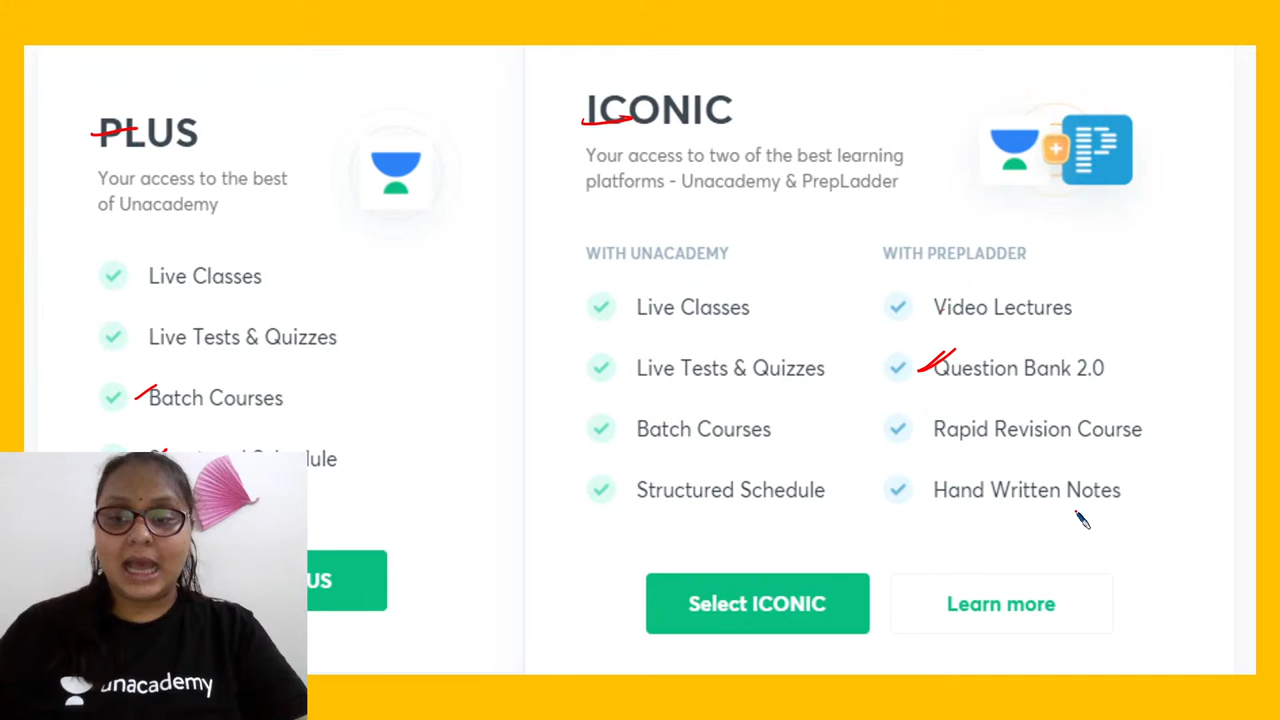 PLUS
Your access to the best
of Unacademy
Live Classes
Live Tests & Quizzes
Batch Courses
US
ICONIC
Your access to two of the best learning
platforms - Unacademy & PrepLadder
WITH UNACADEMY
Live Classes
Live Tests & Quizzes
Batch Courses
Structured Schedule
WITH PREPLADDER
Video Lectures
Question Bank 2.0
Rapid Revision Course
Hand Written Notes
Select ICONIC
Learn more
unacademy